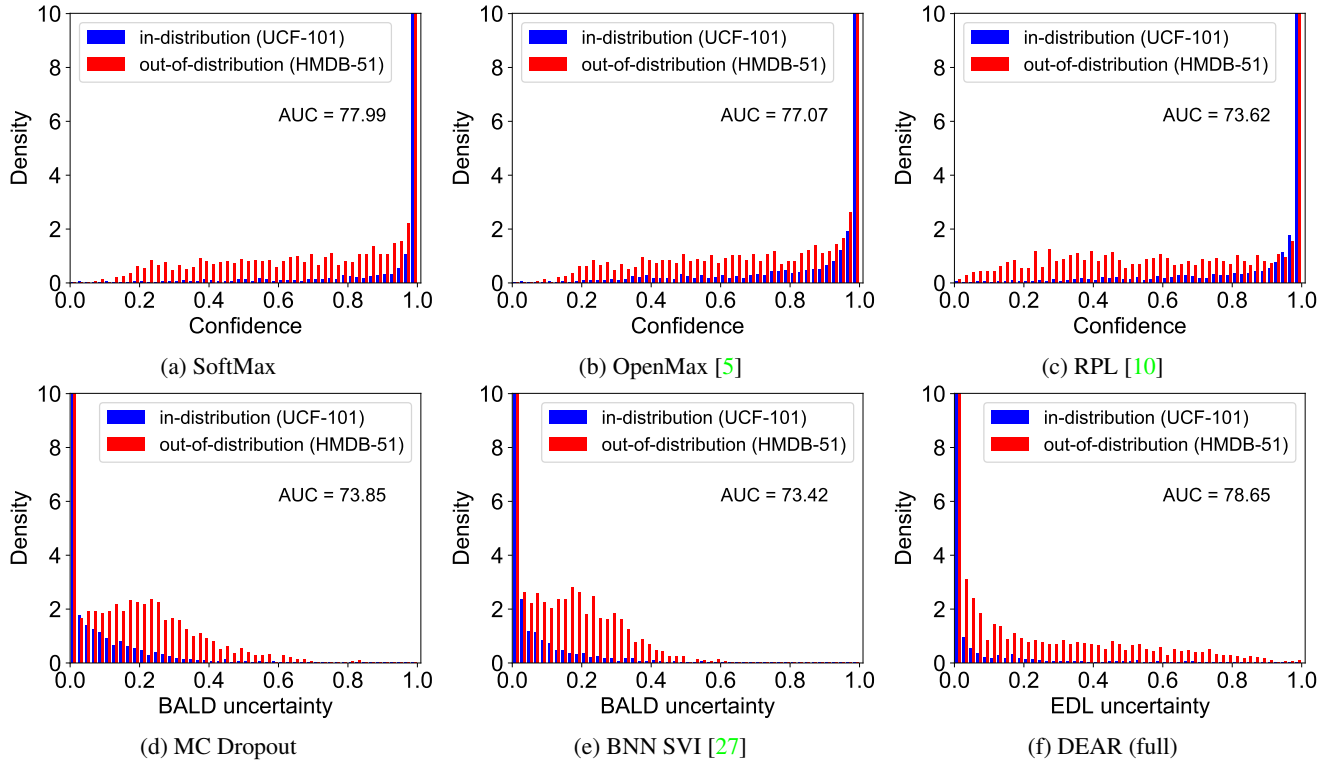 10
8
6
4
2
0
Density
in-distribution (UCF-101)
out-of-distribution (HMDB-51)
AUC = 77.99
0.0 0.2 0.4 0.6 0.8 1.0
Confidence
(a) SoftMax
10
8
6
4
2
0
Density
in-distribution (UCF-101)
out-of-distribution (HMDB-51)
AUC = 77.07
0.0 0.2 0.4 0.6 0.8 1.0
Confidence
(b) OpenMax [5]
10
8
6
4
2
0
Density
in-distribution (UCF-101)
out-of-distribution (HMDB-51)
AUC = 73.62
0.0 0.2 0.4 0.6 0.8 1.0
Confidence
(c) RPL [10]
10
8
6
4
2
0
Density
in-distribution (UCF-101)
out-of-distribution (HMDB-51)
AUC = 73.85
0.0 0.2 0.4 0.6 0.8 1.0
BALD uncertainty
(d) MC Dropout
10
8
6
4
2
0
Density
in-distribution (UCF-101)
out-of-distribution (HMDB-51)
AUC = 73.42
0.0 0.2 0.4 0.6 0.8 1.0
BALD uncertainty
(e) BNN SVI [27]
10
8
6
4
2
0
Density
in-distribution (UCF-101)
out-of-distribution (HMDB-51)
AUC = 78.65
0.0 0.2 0.4 0.6 0.8 1.0
EDL uncertainty
(f) DEAR (full)